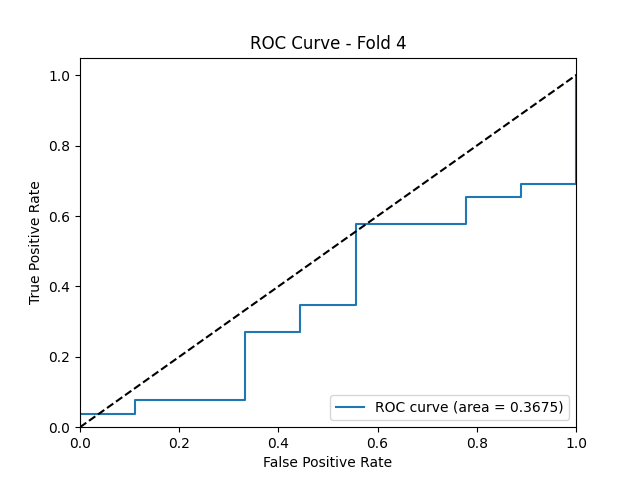 ROC Curve - Fold 4
1.0
0.8
0.6
0.4
0.2
0.0
True Positive Rate
ROC curve (area = 0.3675)
0.0 0.2 0.4 0.6 0.8 1.0
False Positive Rate